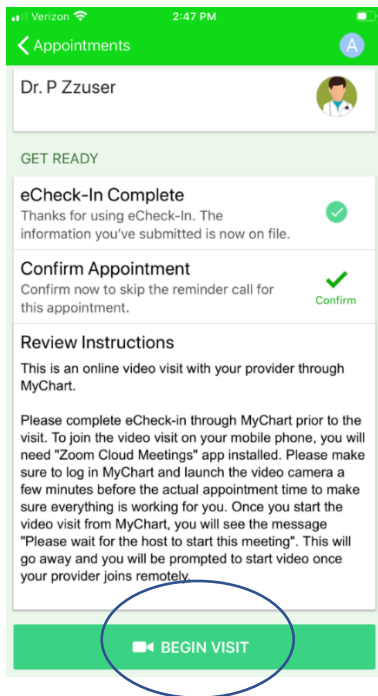 Verizon 2:47 PM
Appointments A
Dr. P Zzuser
GET READY
eCheck-In Complete
Thanks for using eCheck-In. The
information you've submitted is now on file.
Confirm Appointment
Confirm now to skip the reminder call for
this appointment.
Confirm
Review Instructions
This is an online video visit with your provider through
MyChart.
Please complete eCheck-in through MyChart prior to the
visit. To join the video visit on your mobile phone, you will
need "Zoom Cloud Meetings" app installed. Please make
sure to log in MyChart and launch the video camera a
few minutes before the actual appointment time to make
sure everything is working for you. Once you start the
video visit from MyChart, you will see the message
"Please wait for the host to start this meeting". This will
go away and you will be prompted to start video once
your provider joins remotely.
BEGIN VISIT